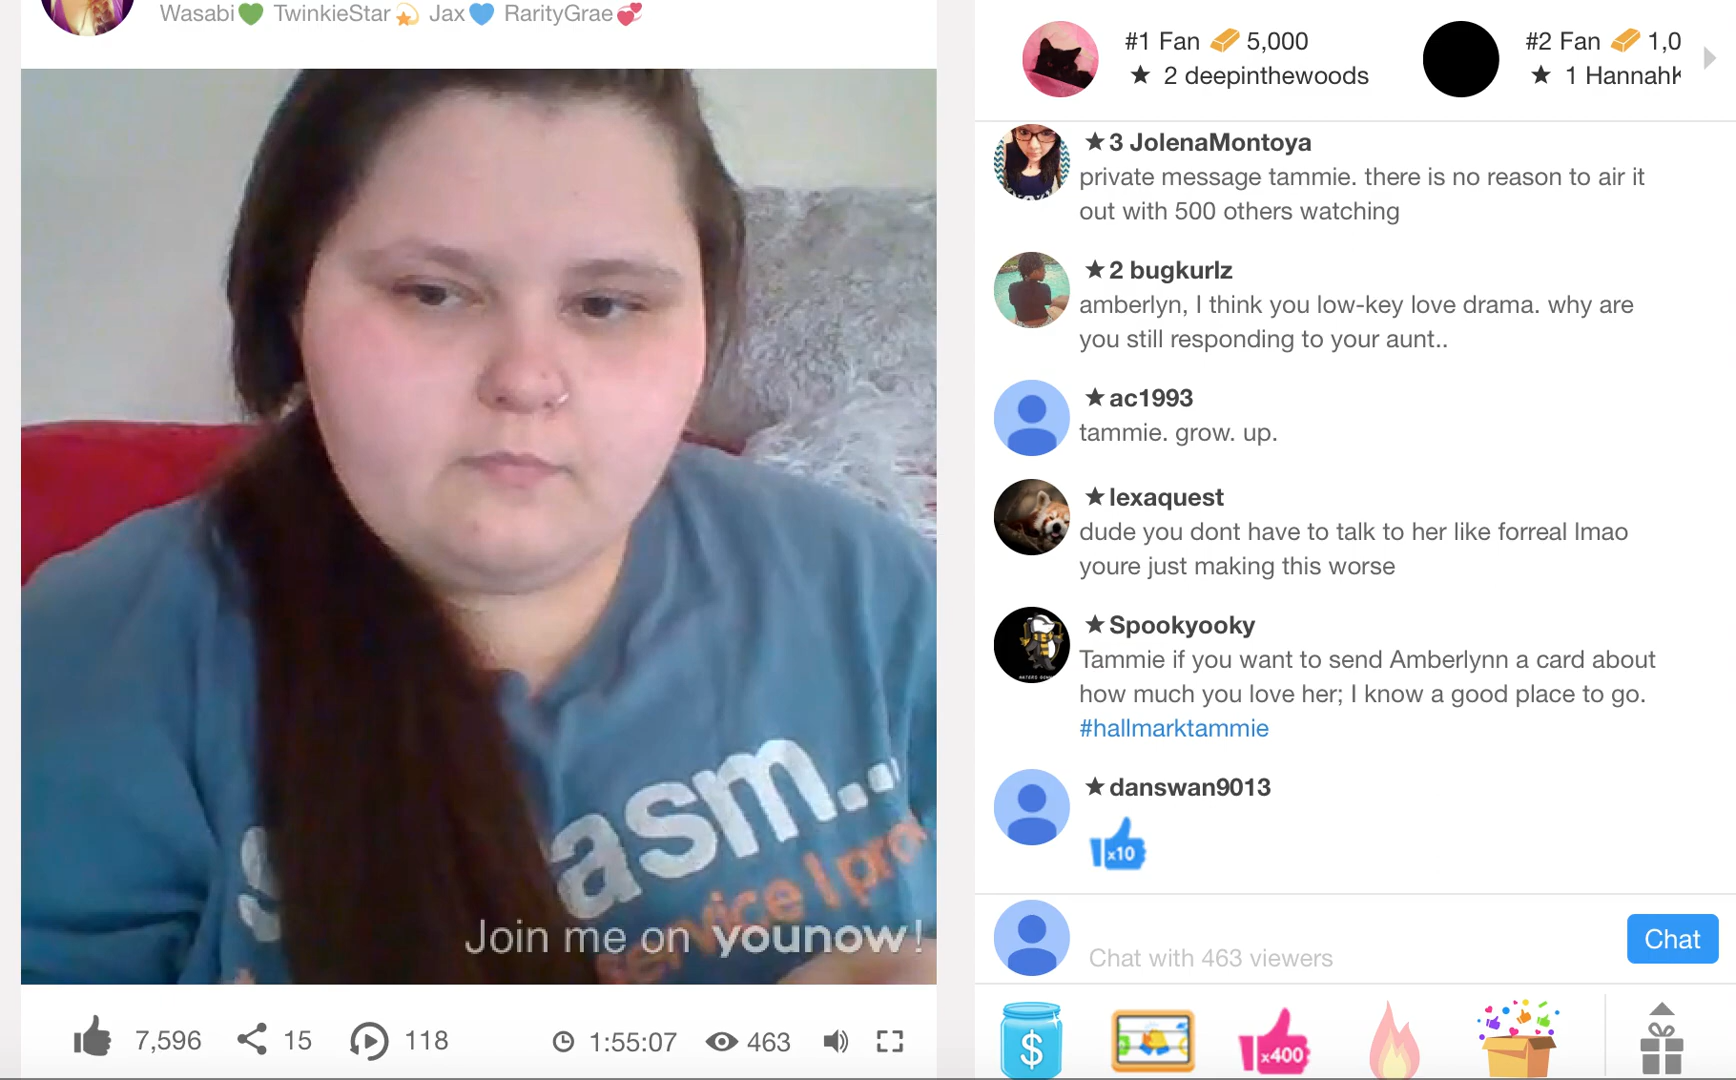 Wasabi💚 TwinkieStar💫 Jax💙 RarityGrae💞
#1 Fan 5,000
★ 2 deepinthewoods
#2 Fan 1,0
★ 1 HannahK
★3 JolenaMontoya
private message tammie. there is no reason to air it
out with 500 others watching
★2 bugkurlz
amberlyn, I think you low-key love drama. why are
you still responding to your aunt..
★ac1993
tammie. grow. up.
★lexaquest
dude you dont have to talk to her like forreal lmao
youre just making this worse
★Spookyooky
Tammie if you want to send Amberlynn a card about
how much you love her; I know a good place to go.
#hallmarktammie
★danswan9013
x10
Chat with 463 viewers
Chat
$
x400
asm...
service I pro
Join me on younow!
7,596
15
118
1:55:07
463